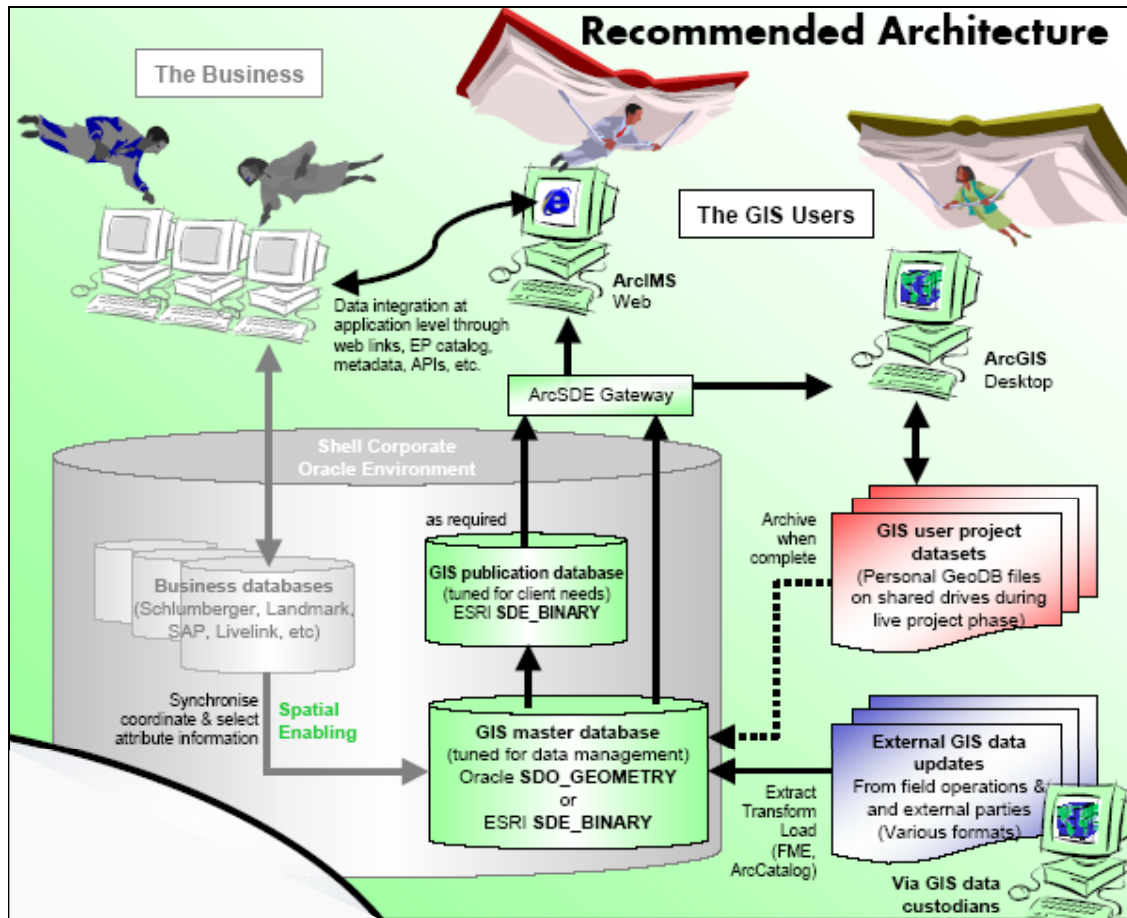 Recommended Architecture
The Business
The GIS Users
ArcIMS
Web
Data integration at
application level through
web links, EP catalog,
metadata, APIs, etc.
ArcGIS
Desktop
ArcSDE Gateway
Shell Corporate
Oracle Environment
as required
GIS publication database
(tuned for client needs)
ESRI SDE_BINARY
Archive
when
complete
GIS user project
datasets
(Personal GeoDB files
on shared drives during
live project phase)
Business databases
(Schlumberger, Landmark,
SAP, Livelink, etc)
Synchronise
coordinate & select
attribute information
Spatial
Enabling
GIS master database
(tuned for data management)
Oracle SDO_GEOMETRY
or
ESRI SDE_BINARY
External GIS data
updates
From field operations &
and external parties
(Various formats)
Extract
Transform
Load
(FME,
ArcCatalog)
Via GIS data
custodians